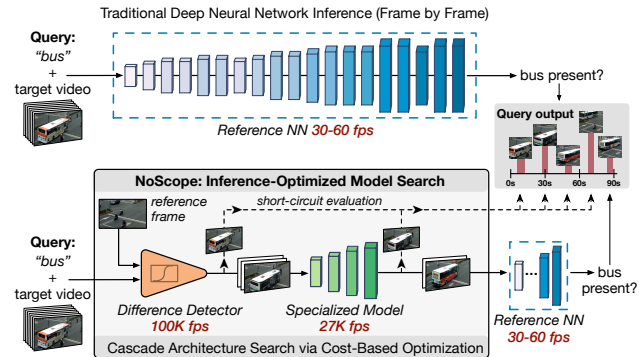 Traditional Deep Neural Network Inference (Frame by Frame)
Query:
"bus"
+
target video
Reference NN 30-60 fps
bus present?
Query output
0s 30s 60s 90s
NoScope: Inference-Optimized Model Search
reference
frame
short-circuit evaluation
Query:
"bus"
+
target video
Difference Detector
100K fps
Specialized Model
27K fps
bus
present?
Reference NN
30-60 fps
Cascade Architecture Search via Cost-Based Optimization